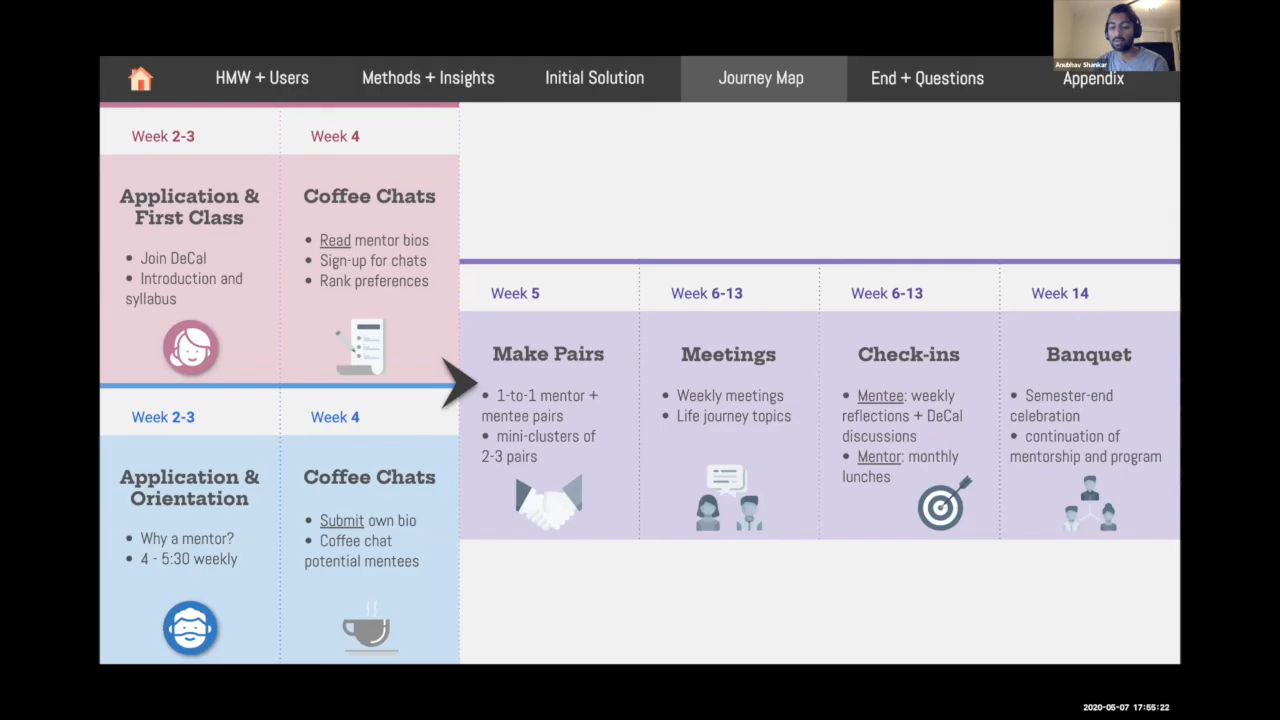 HMW + Users
Methods + Insights
Initial Solution
Journey Map
End + Questions
Appendix
Anubhav Shankar
Week 2-3
Application &
First Class
• Join DeCal
• Introduction and
syllabus
Week 4
Coffee Chats
• Read mentor bios
• Sign-up for chats
• Rank preferences
Week 2-3
Application &
Orientation
• Why a mentor?
• 4 - 5:30 weekly
Week 4
Coffee Chats
• Submit own bio
• Coffee chat
potential mentees
Week 5
Make Pairs
• 1-to-1 mentor +
mentee pairs
• mini-clusters of
2-3 pairs
Week 6-13
Meetings
• Weekly meetings
• Life journey topics
Week 6-13
Check-ins
• Mentee: weekly
reflections + DeCal
discussions
• Mentor: monthly
lunches
Week 14
Banquet
• Semester-end
celebration
• continuation of
mentorship and program
2020-05-07 17:55:22